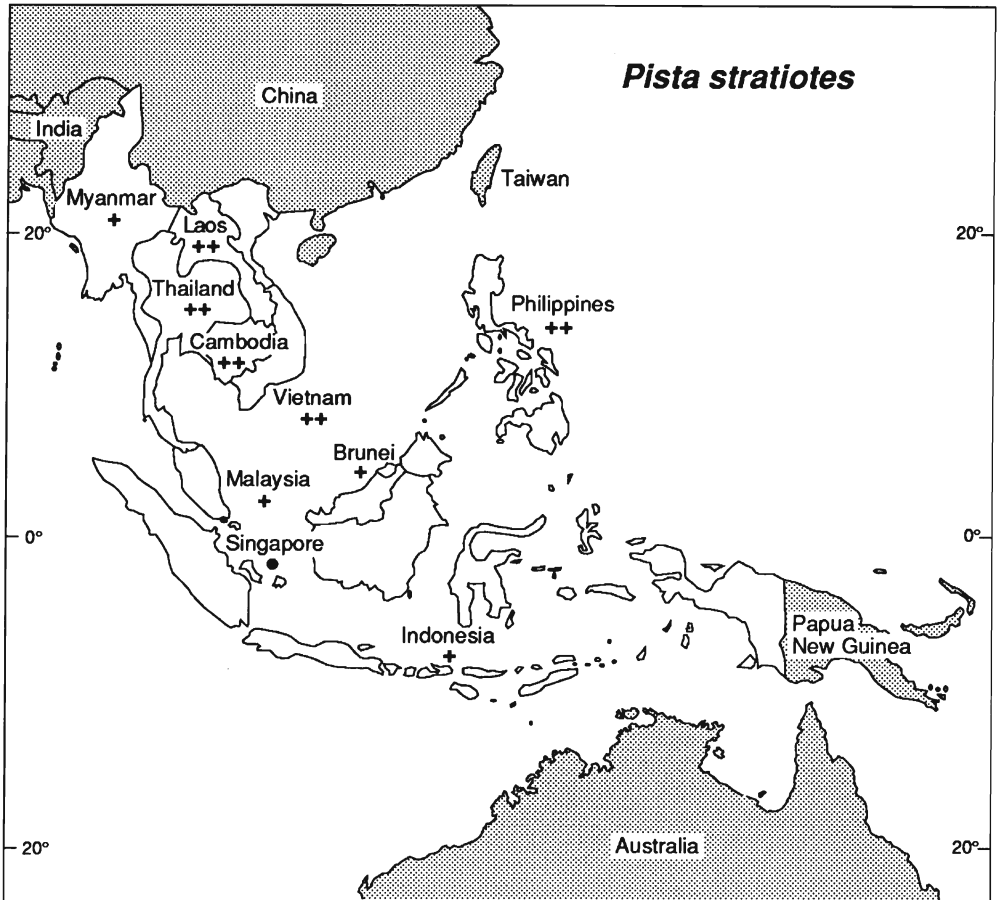 Pista stratiotes
China
India
Taiwan
Myanmar
+
Laos
++
20°
20°
Thailand
++
Philippines
++
Cambodia
++
Vietnam
++
Brunei
+
Malaysia
+
0°
0°
Singapore
●
Indonesia
+
Papua
New Guinea
Australia
20°
20°